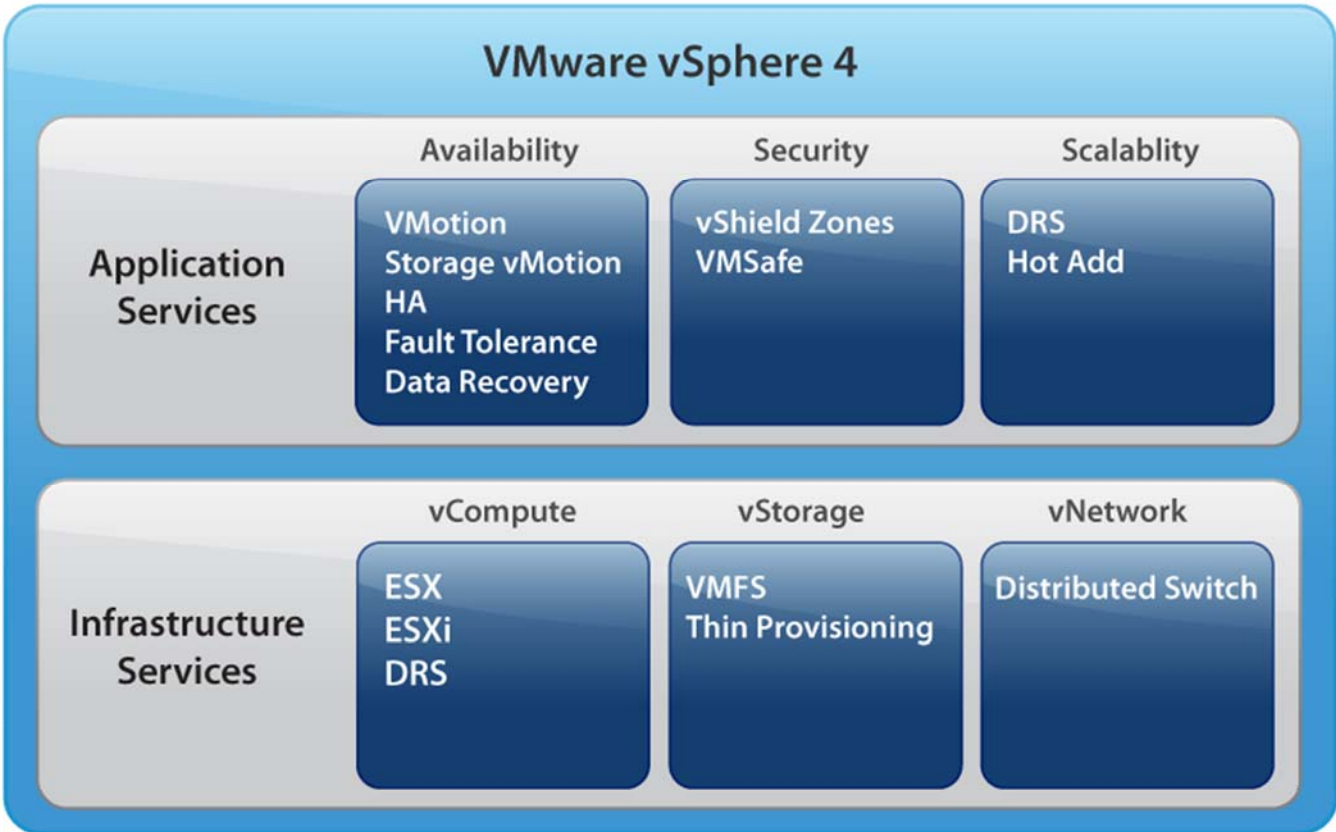 VMware vSphere 4
Availability
Security
Scalablity
Application
Services
VMotion
Storage vMotion
HA
Fault Tolerance
Data Recovery
vShield Zones
VMSafe
DRS
Hot Add
vCompute
vStorage
vNetwork
Infrastructure
Services
ESX
ESXi
DRS
VMFS
Thin Provisioning
Distributed Switch